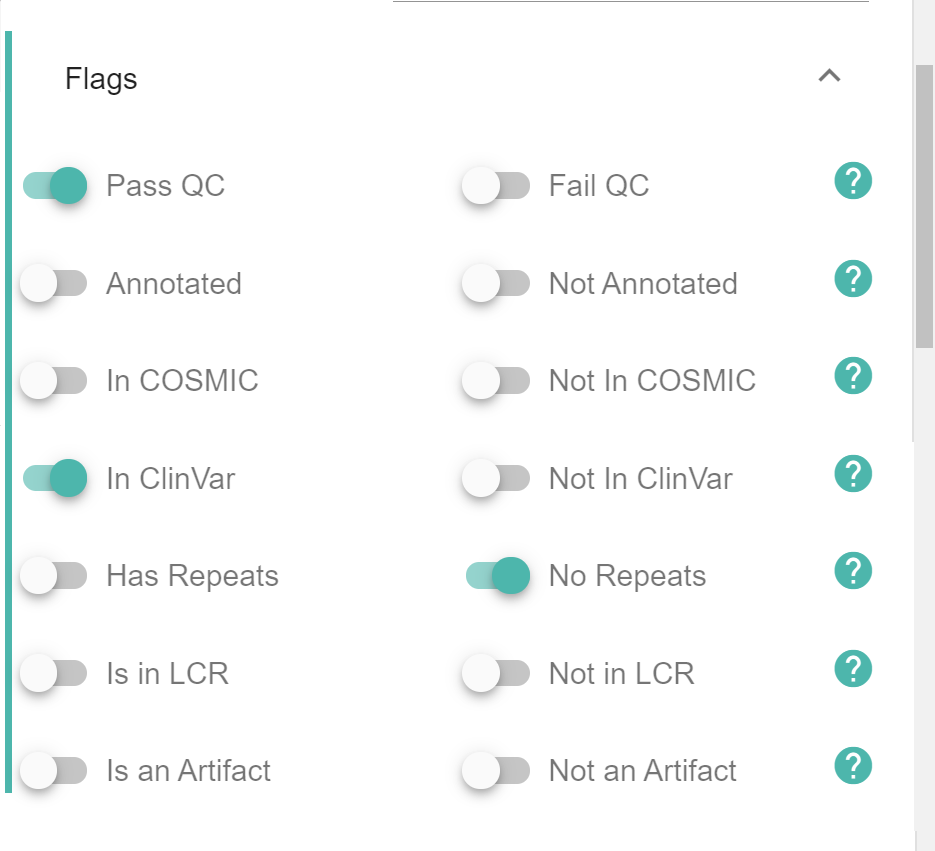 Flags
Pass QC Fail QC ?
Annotated Not Annotated ?
In COSMIC Not In COSMIC ?
In ClinVar Not In ClinVar ?
Has Repeats No Repeats ?
Is in LCR Not in LCR ?
Is an Artifact Not an Artifact ?